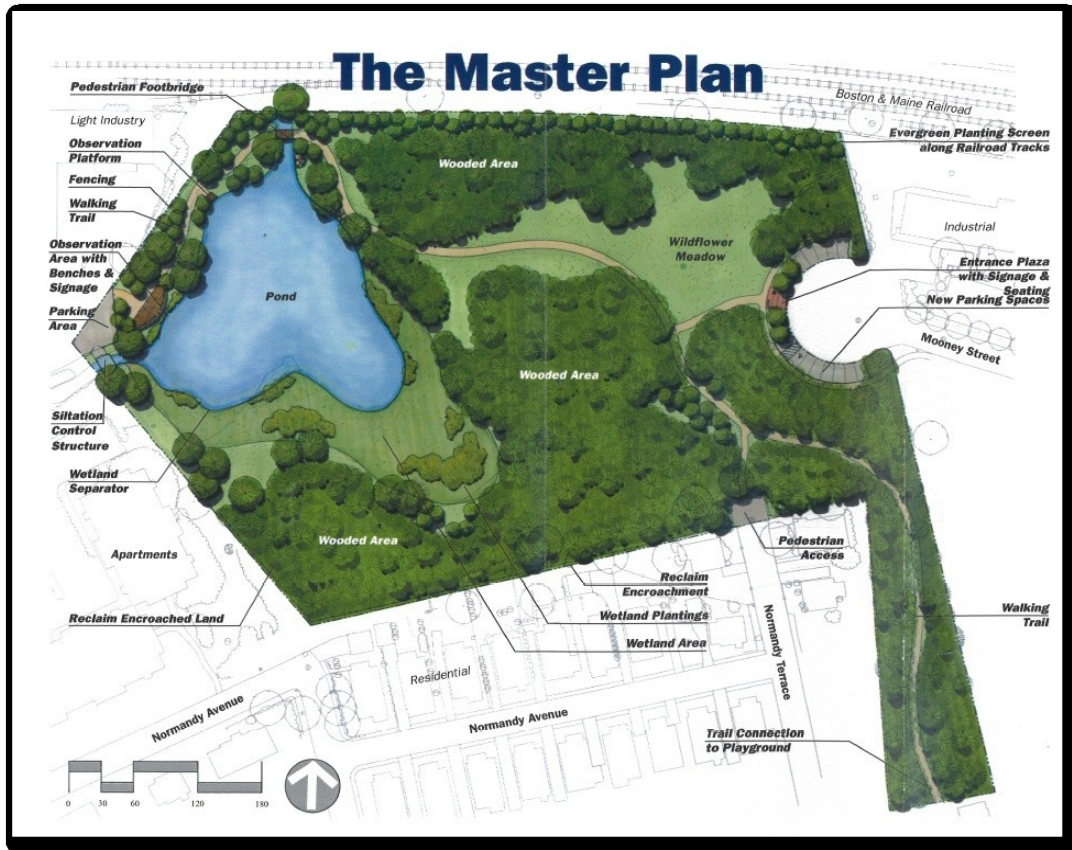 The Master Plan
Pedestrian Footbridge
Boston & Maine Railroad
Light Industry
Evergreen Planting Screen
along Railroad Tracks
Observation
Platform
Wooded Area
Fencing
Walking
Trail
Industrial
Observation
Area with
Benches &
Signage
Wildflower
Meadow
Entrance Plaza
with Signage &
Seating
Pond
New Parking Spaces
Parking
Area
Mooney Street
Wooded Area
Siltation
Control
Structure
Wetland
Separator
Wooded Area
Apartments
Pedestrian
Access
Reclaim
Encroachment
Reclaim Encroached Land
Wetland Plantings
Walking
Trail
Wetland Area
Normandy Terrace
Residential
Normandy Avenue
Normandy Avenue
Trail Connection
to Playground
0 30 60 120 180